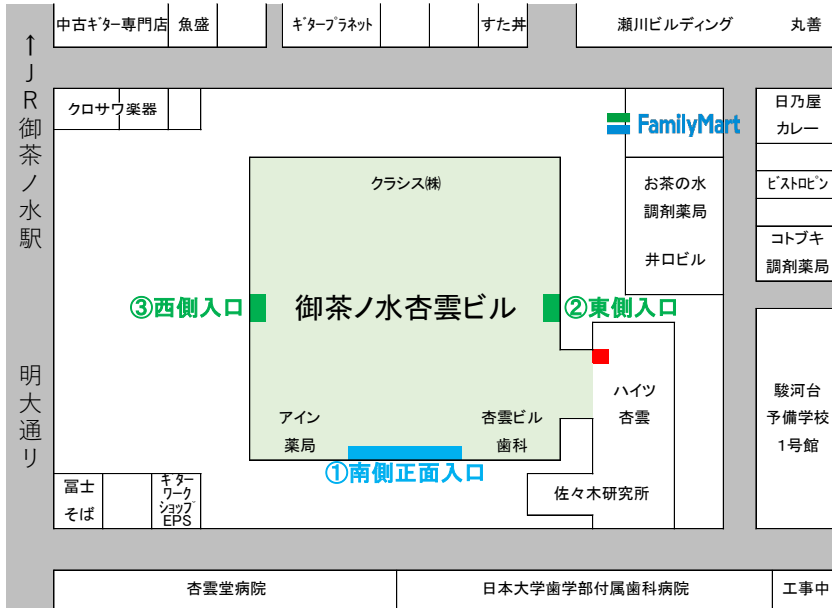 中古ギター専門店
魚盛
ギタープラネット
すた丼
瀬川ビルディング
丸善
↑JR御茶ノ水駅
明大通り
クロサワ楽器
FamilyMart
日乃屋
カレー
クラシス㈱
お茶の水
調剤薬局
井口ビル
ビストロピン
コトブキ
調剤薬局
③西側入口
御茶ノ水杏雲ビル
②東側入口
ハイツ
杏雲
駿河台
予備学校
1号館
アイン
薬局
杏雲ビル
歯科
①南側正面入口
冨士
そば
ギター
ワーク
ショップ
EPS
佐々木研究所
杏雲堂病院
日本大学歯学部付属歯科病院
工事中